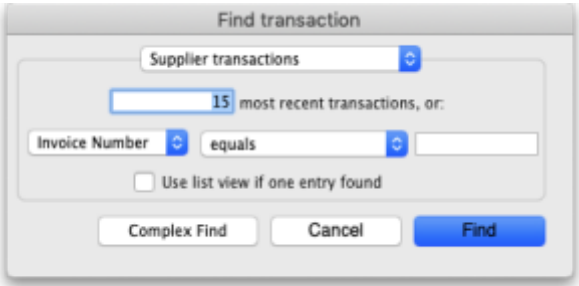 Find transaction
Supplier transactions
15 most recent transactions, or:
Invoice Number equals
Use list view if one entry found
Complex Find Cancel Find